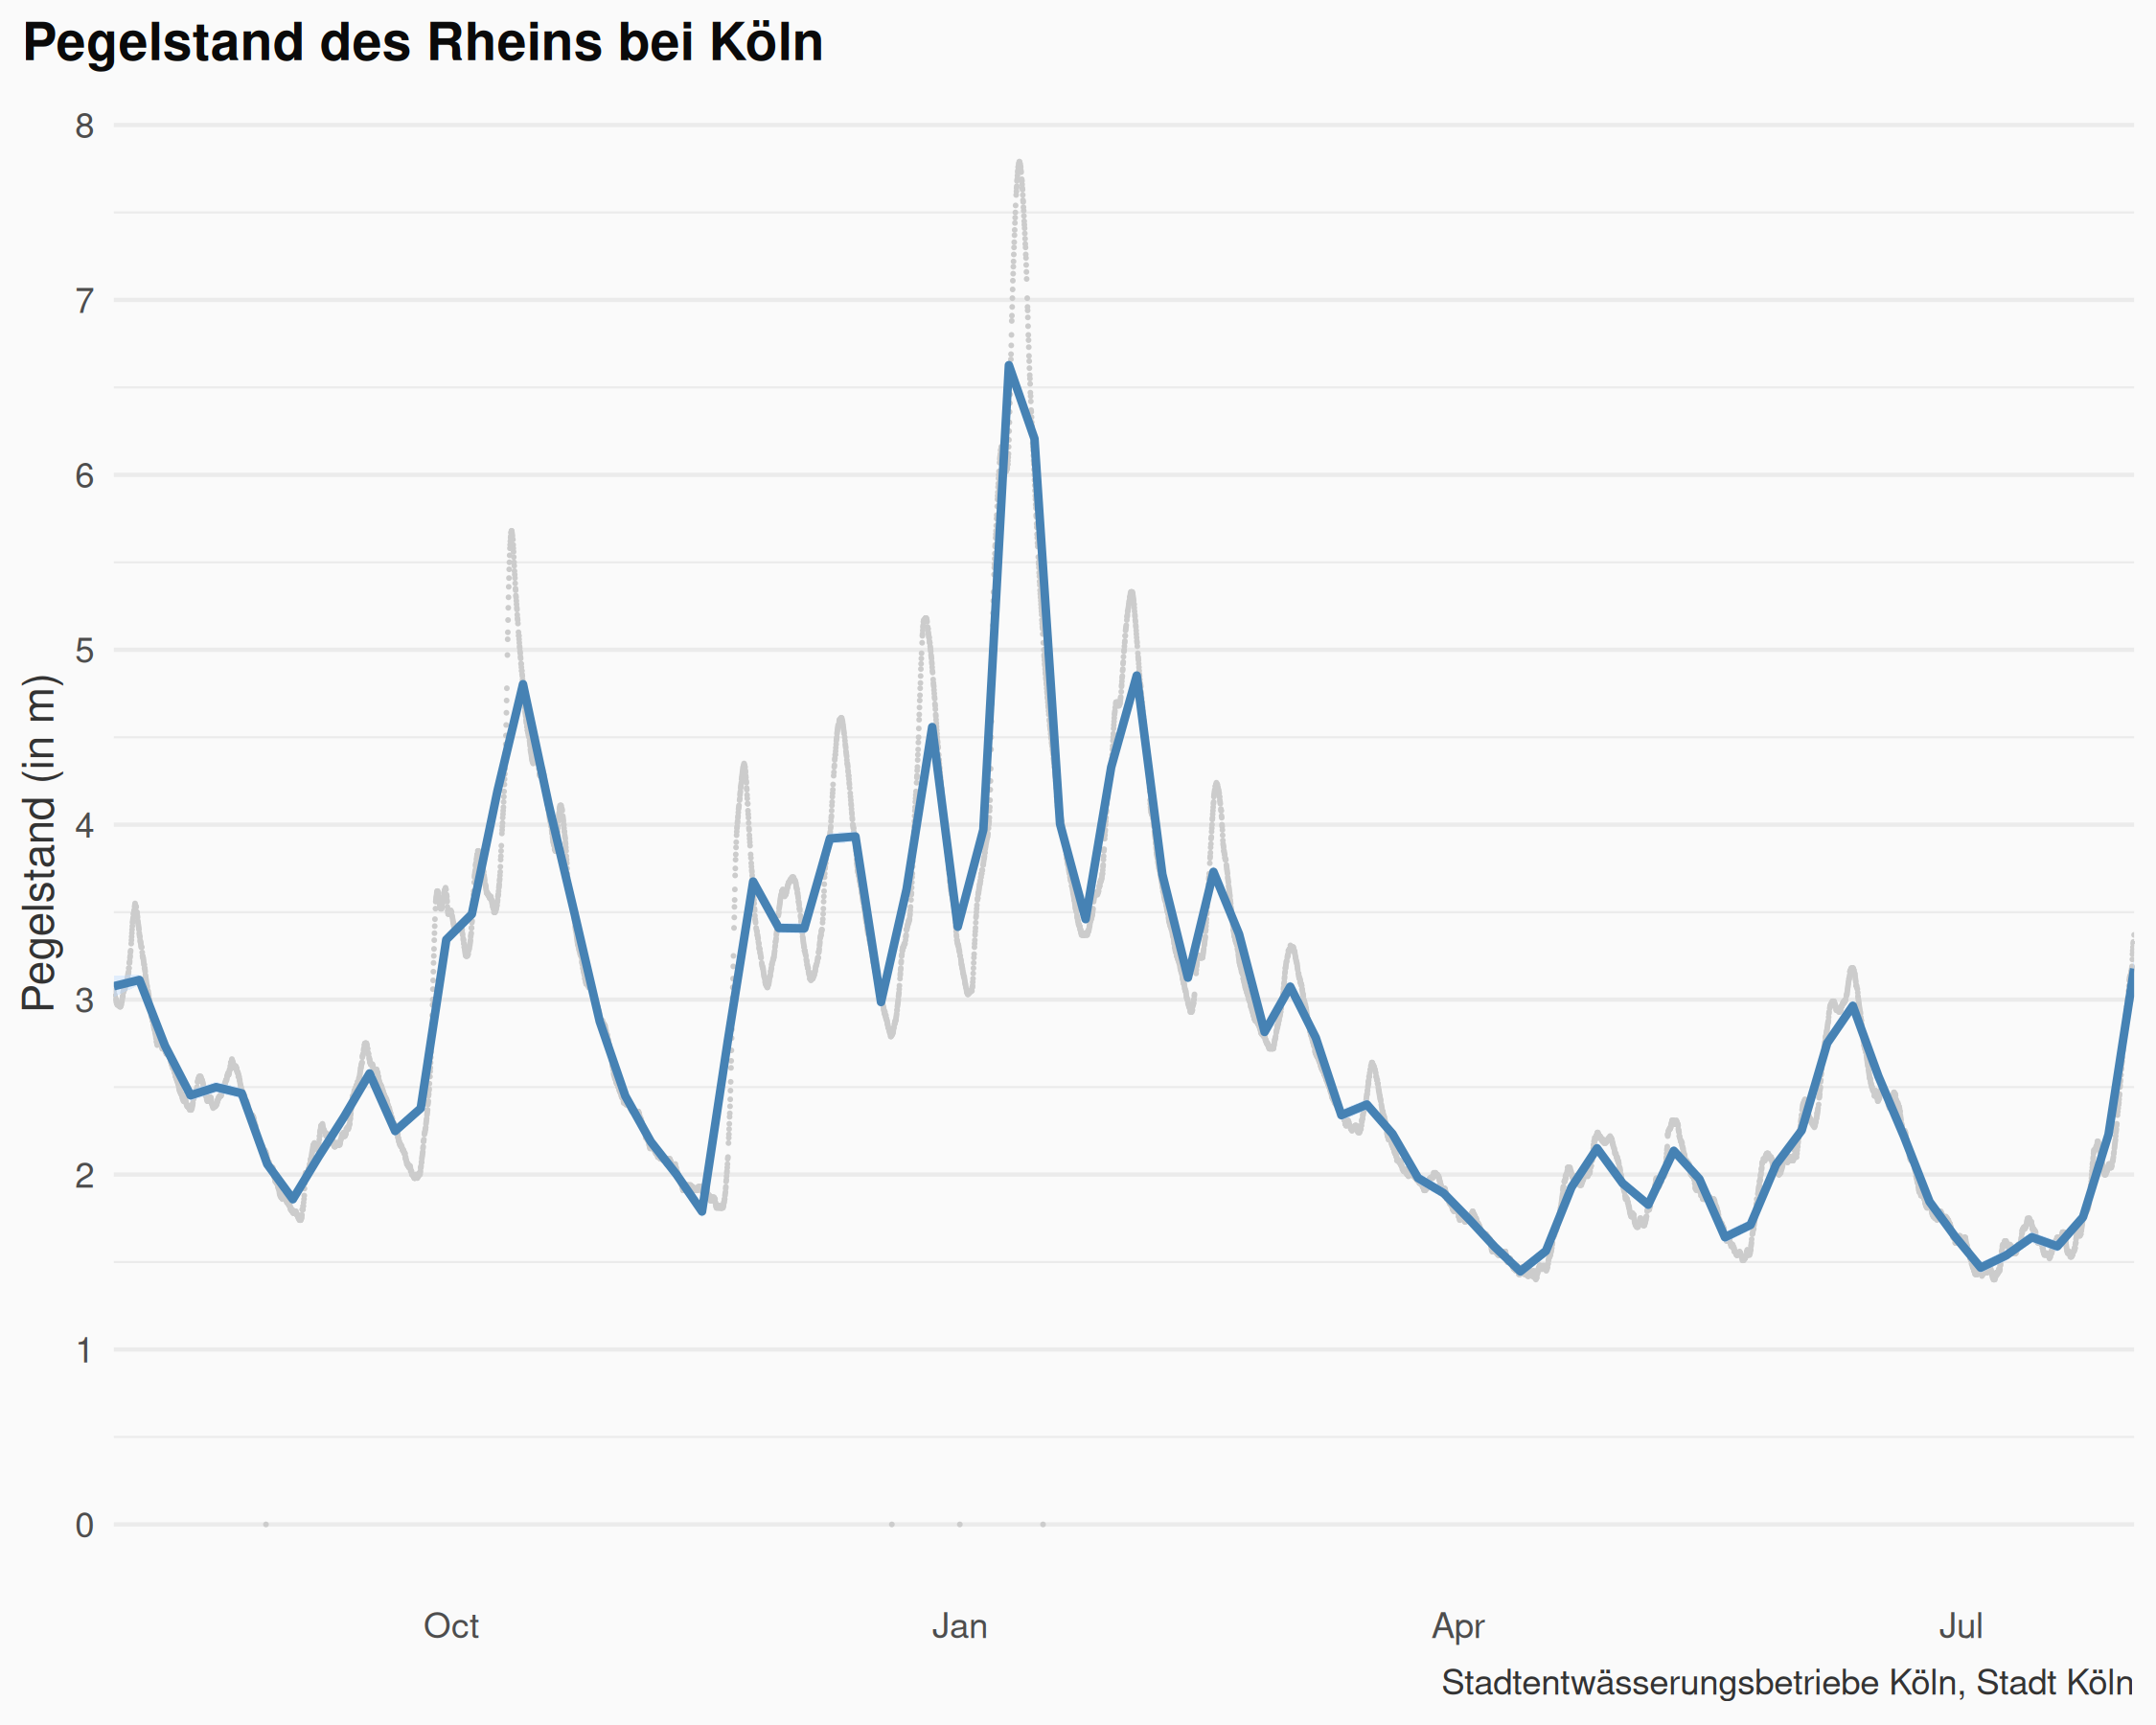 Pegelstand des Rheins bei Köln
Pegelstand (in m)
8
7
6
5
4
3
2
1
0
Oct Jan Apr Jul
Stadtentwässerungsbetriebe Köln, Stadt Köln